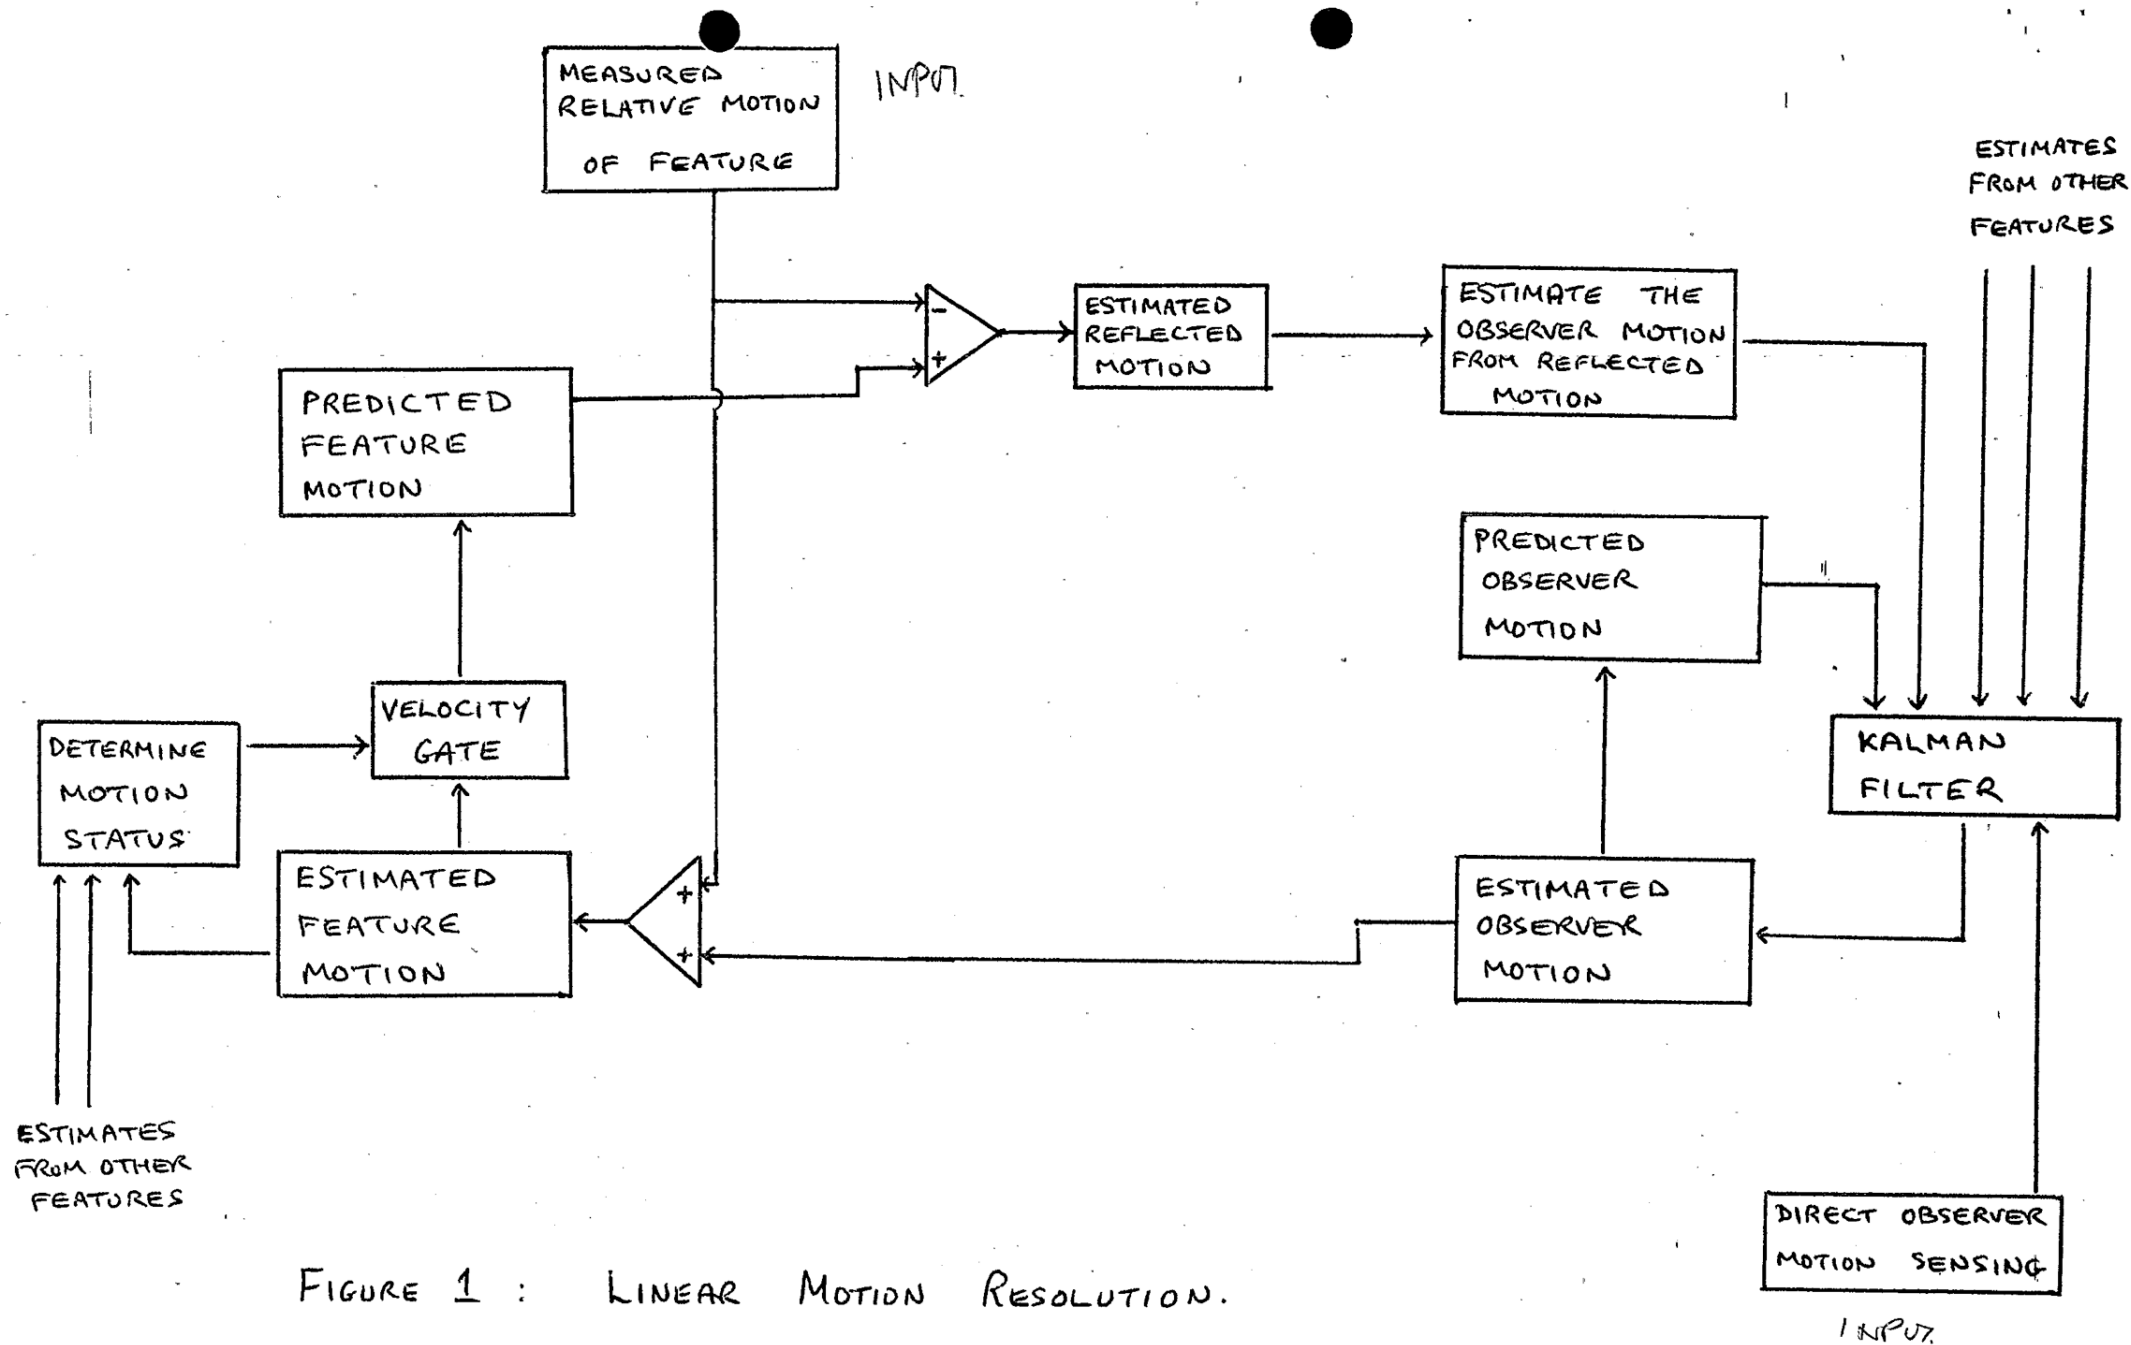 MEASURED
RELATIVE MOTION
OF FEATURE
INPUT.
ESTIMATES
FROM OTHER
FEATURES
-
+
ESTIMATED
REFLECTED
MOTION
ESTIMATE THE
OBSERVER MOTION
FROM REFLECTED
MOTION
PREDICTED
FEATURE
MOTION
PREDICTED
OBSERVER
MOTION
VELOCITY
GATE
DETERMINE
MOTION
STATUS
KALMAN
FILTER
ESTIMATED
FEATURE
MOTION
+
+
ESTIMATED
OBSERVER
MOTION
ESTIMATES
FROM OTHER
FEATURES
DIRECT OBSERVER
MOTION SENSING
INPUT.
FIGURE 1 : LINEAR MOTION RESOLUTION.